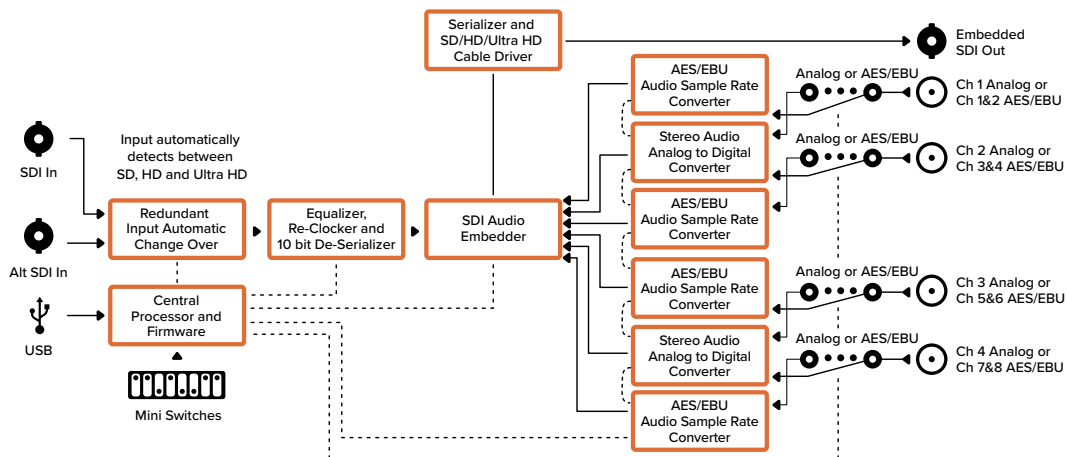 Serializer and
SD/HD/Ultra HD
Cable Driver
Embedded
SDI Out
AES/EBU
Audio Sample Rate
Converter
Analog or AES/EBU
Ch 1 Analog or
Ch 1&2 AES/EBU
SDI In
Input automatically
detects between
SD, HD and Ultra HD
Stereo Audio
Analog to Digital
Converter
Analog or AES/EBU
Ch 2 Analog or
Ch 3&4 AES/EBU
Alt SDI In
Redundant
Input Automatic
Change Over
Equalizer,
Re-Clocker and
10 bit De-Serializer
SDI Audio
Embedder
AES/EBU
Audio Sample Rate
Converter
USB
Central
Processor and
Firmware
AES/EBU
Audio Sample Rate
Converter
Analog or AES/EBU
Ch 3 Analog or
Ch 5&6 AES/EBU
Stereo Audio
Analog to Digital
Converter
Analog or AES/EBU
Ch 4 Analog or
Ch 7&8 AES/EBU
Mini Switches
AES/EBU
Audio Sample Rate
Converter